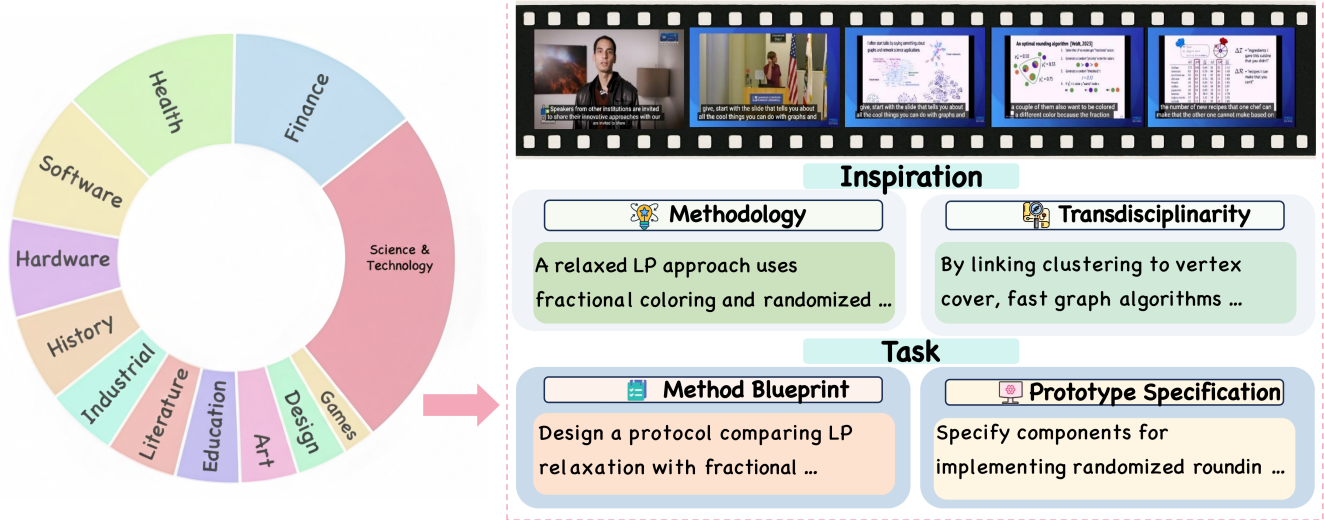 Health
Finance
Software
Science &
Technology
Hardware
History
Industrial
Literature
Education
Art
Design
Games
Speakers from other institutions are invited
to share their innovative approaches with our
give, start with the slide that tells you about
all the cool things you can do with graphs and
give, start with the slide that tells you about
all the cool things you can do with graphs and
An optimal rounding algorithm [Veldt, 2023]
a couple of them also want to be colored
a different color because the fraction
the number of new recipes that one chef can
make that the other one cannot make based on
Inspiration
Methodology
A relaxed LP approach uses
fractional coloring and randomized ...
Transdisciplinarity
By linking clustering to vertex
cover, fast graph algorithms ...
Task
Method Blueprint
Design a protocol comparing LP
relaxation with fractional ...
Prototype Specification
Specify components for
implementing randomized roundin ...